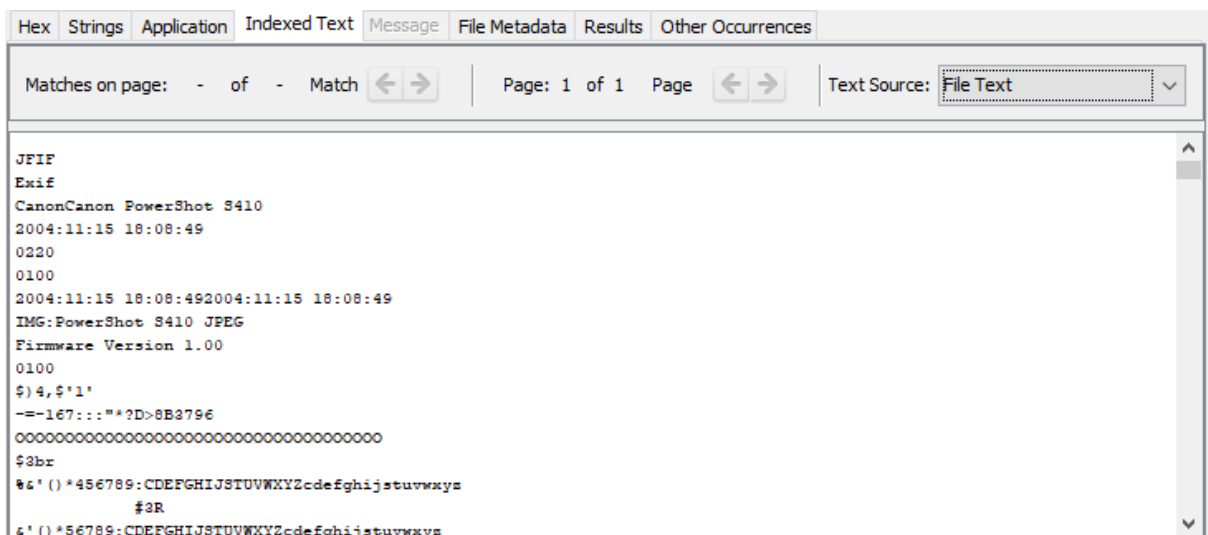 Hex Strings Application Indexed Text Message File Metadata Results Other Occurrences
Matches on page: - of - Match Page: 1 of 1 Page Text Source: File Text
JFIF
Exif
CanonCanon PowerShot S410
2004:11:15 18:08:49
0220
0100
2004:11:15 18:08:492004:11:15 18:08:49
IMG:PowerShot S410 JPEG
Firmware Version 1.00
0100
$)4,$'1'
-=-167:::"*?D>8B3796
OOOOOOOOOOOOOOOOOOOOOOOOOOOOOOOOOOOOO
$3br
%&'()*456789:CDEFGHIJSTUVWXYZcdefghijstuvwxyz
#3R
&'()*56789:CDEFGHIJSTUVWXYZcdefghijstuvwxyz